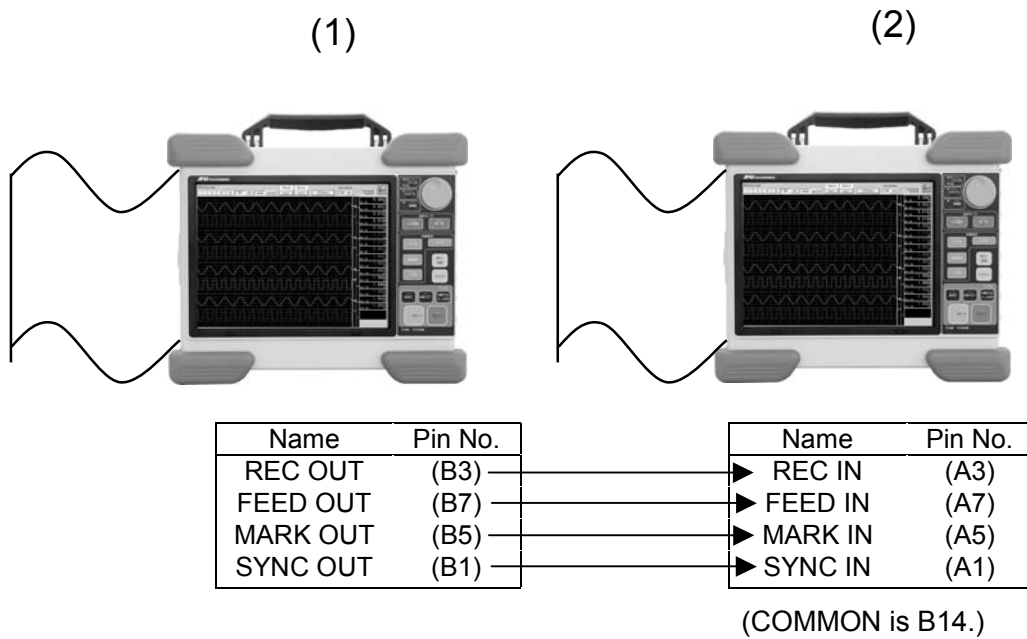 (1)
(2)
Name Pin No.
REC OUT (B3)
FEED OUT (B7)
MARK OUT (B5)
SYNC OUT (B1)
Name Pin No.
REC IN (A3)
FEED IN (A7)
MARK IN (A5)
SYNC IN (A1)
(COMMON is B14.)